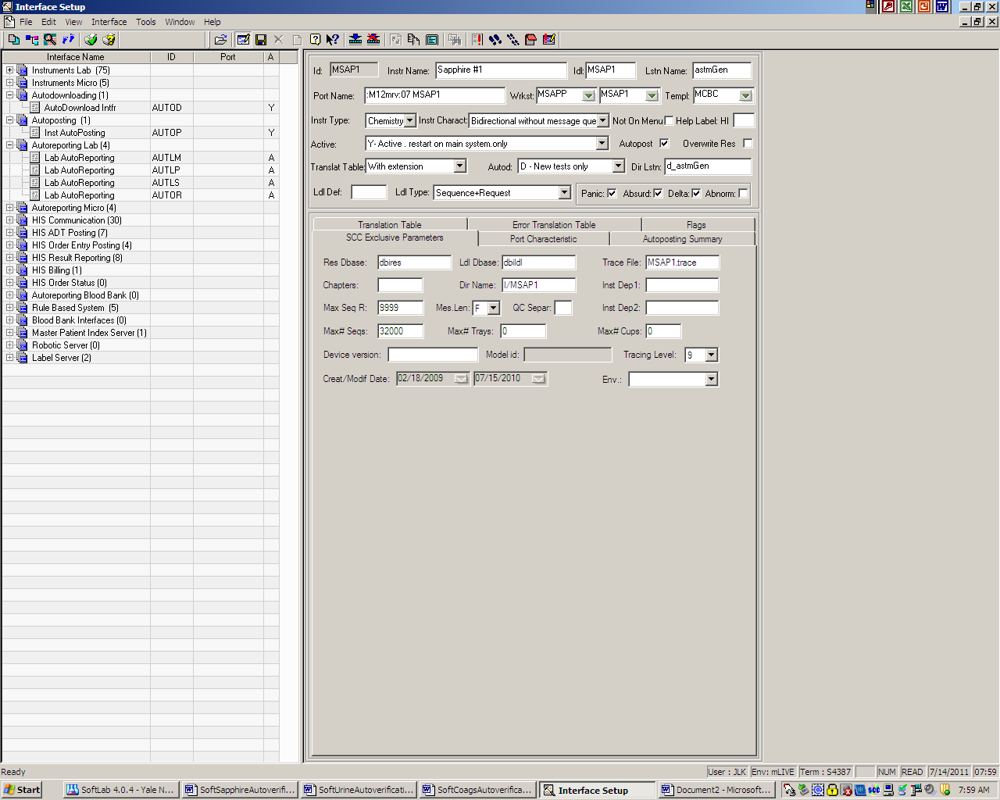 Interface Setup
File Edit View Interface Tools Window Help
Interface Name ID Port A
Instruments Lab (75)
Instruments Micro (5)
Autodownloading (1)
AutoDownload Intfr AUTOD Y
Autoposting (1)
Inst AutoPosting AUTOP Y
Autoreporting Lab (4)
Lab AutoReporting AUTLM A
Lab AutoReporting AUTLP A
Lab AutoReporting AUTLS A
Lab AutoReporting AUTOR A
Autoreporting Micro (4)
HIS Communication (30)
HIS ADT Posting (7)
HIS Order Entry Posting (4)
HIS Result Reporting (8)
HIS Billing (1)
HIS Order Status (0)
Autoreporting Blood Bank (0)
Rule Based System (5)
Blood Bank Interfaces (0)
Master Patient Index Server (1)
Robotic Server (0)
Label Server (2)
Id: MSAP1 Instr Name: Sapphire #1 Idl: MSAP1 Lstn Name: astmGen
Port Name: :M12mrv:07 MSAP1 Wrkst: MSAPP MSAP1 Templ: MCBC
Instr Type: Chemistry Instr Charact: Bidirectional without message que Not On Menu Help Label: HI
Active: Y- Active . restart on main system.only Autopost Overwrite Res
Translat Table: With extension Autod: D - New tests only Dir Lstn: d_astmGen
Ldl Def: Ldl Type: Sequence+Request Panic: Absurd: Delta: Abnorm:
Translation Table Error Translation Table Flags
SCC Exclusive Parameters Port Characteristic Autoposting Summary
Res Dbase: dbires Ldl Dbase: dbildl Trace File: MSAP1.trace
Chapters: Dir Name: I/MSAP1 Inst Dep1:
Max Seq R: 9999 Mes.Len: F QC Separ: Inst Dep2:
Max# Seqs: 32000 Max# Trays: 0 Max# Cups: 0
Device version: Model id: Tracing Level: 9
Creat/Modif Date: 02/18/2009 07/15/2010 Env.:
Ready User : JLK Env: mLIVE Term : S4387 NUM READ 7/14/2011 07:59
Start SoftLab 4.0.4 - Yale N... SoftSapphireAutoverifi... SoftUrineAutoverificati... SoftCoagsAutoverifica... Interface Setup Document2 - Microsoft... scc 7:59 AM